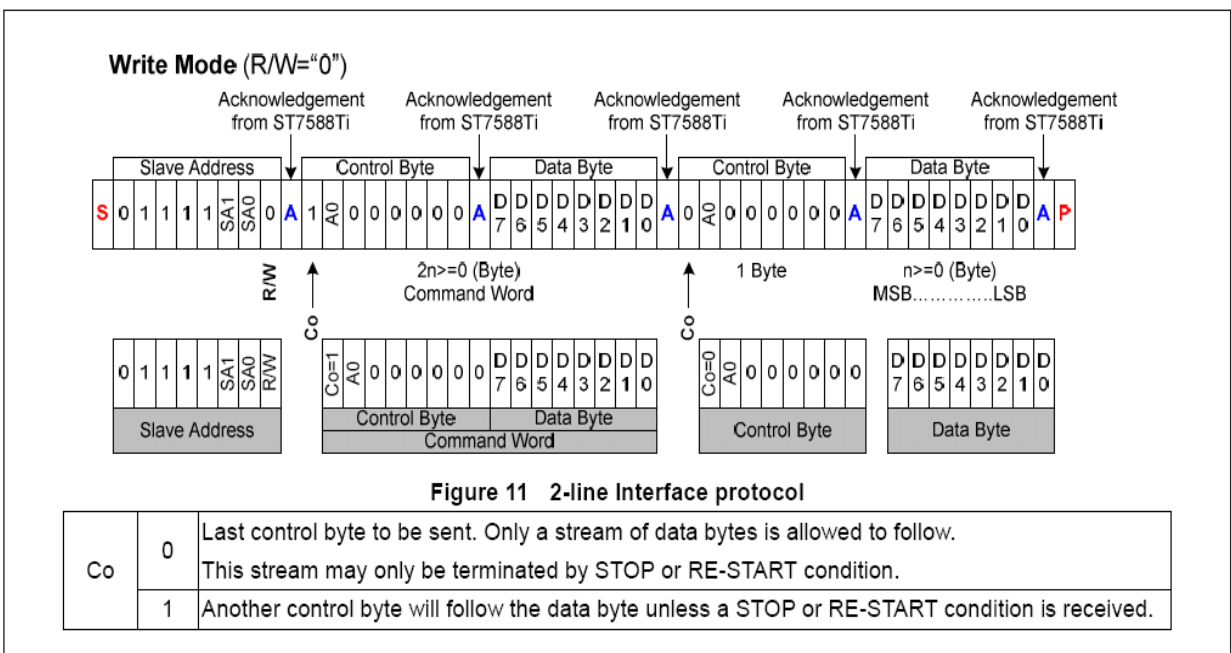 Write Mode (R/W="0")
Acknowledgement from ST7588Ti Acknowledgement from ST7588Ti Acknowledgement from ST7588Ti Acknowledgement from ST7588Ti Acknowledgement from ST7588Ti
Slave Address Control Byte Data Byte Control Byte Data Byte
S 0 1 1 1 1 SA1 SA0 0 A 1 A0 0 0 0 0 0 0 A D7 D6 D5 D4 D3 D2 D1 D0 A 0 A0 0 0 0 0 0 0 A D7 D6 D5 D4 D3 D2 D1 D0 A P
R/W Co 2n>=0 (Byte) Co 1 Byte n>=0 (Byte)
Command Word MSB..............LSB
0 1 1 1 1 SA1 SA0 R/W Co=1 A0 0 0 0 0 0 0 D7 D6 D5 D4 D3 D2 D1 D0 Co=0 A0 0 0 0 0 0 0 D7 D6 D5 D4 D3 D2 D1 D0
Slave Address Control Byte Data Byte Control Byte Data Byte
Command Word
Figure 11 2-line Interface protocol
Co 0 Last control byte to be sent. Only a stream of data bytes is allowed to follow.
This stream may only be terminated by STOP or RE-START condition.
1 Another control byte will follow the data byte unless a STOP or RE-START condition is received.